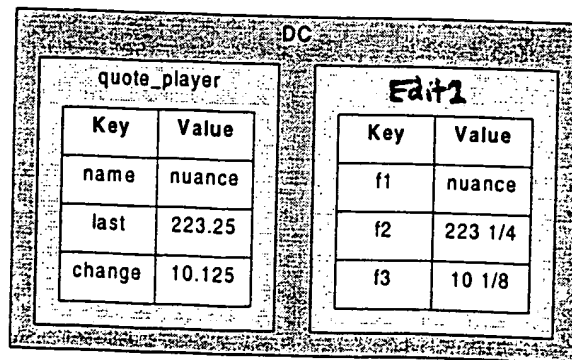 DC
quote_player
Key Value
name nuance
last 223.25
change 10.125
Edit1
Key Value
f1 nuance
f2 223 1/4
f3 10 1/8